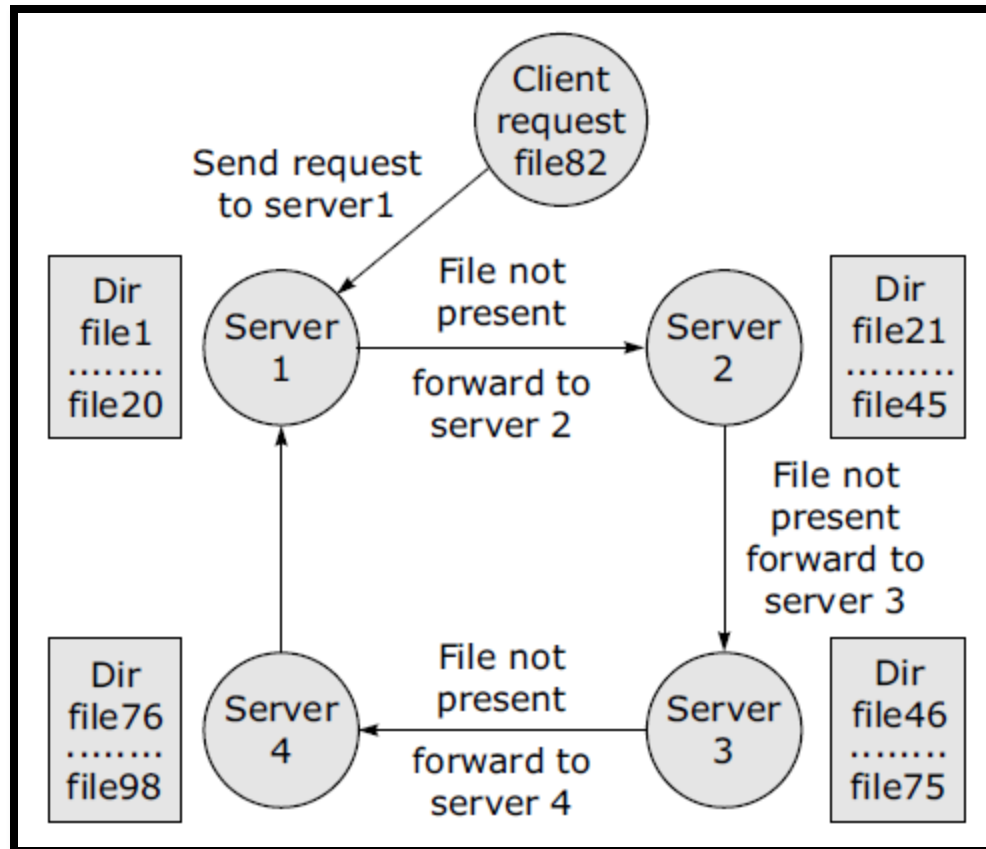 Client
request
file82
Send request
to server1
Dir
file1
........
file20
Server
1
File not
present
forward to
server 2
Server
2
Dir
file21
.........
file45
File not
present
forward to
server 3
Dir
file76
........
file98
Server
4
File not
present
forward to
server 4
Server
3
Dir
file46
........
file75